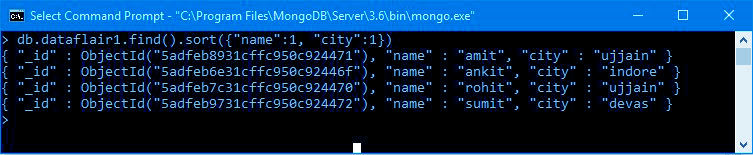 Select Command Prompt - "C:\Program Files\MongoDB\Server\3.6\bin\mongo.exe"
> db.dataflair1.find().sort({"name":1, "city":1})
{ "_id" : ObjectId("5adfeb8931cffc950c924471"), "name" : "amit", "city" : "ujjain" }
{ "_id" : ObjectId("5adfeb6e31cffc950c92446f"), "name" : "ankit", "city" : "indore" }
{ "_id" : ObjectId("5adfeb7c31cffc950c924470"), "name" : "rohit", "city" : "ujjain" }
{ "_id" : ObjectId("5adfeb9731cffc950c924472"), "name" : "sumit", "city" : "devas" }
>